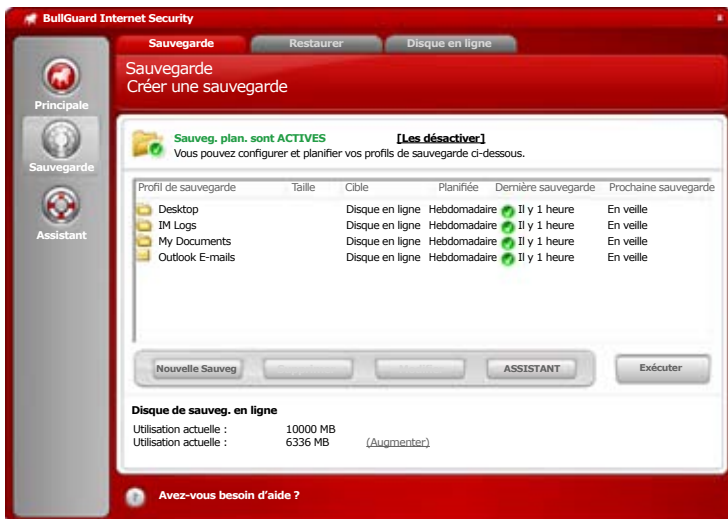 BullGuard Internet Security
Sauvegarde Restaurer Disque en ligne
Sauvegarde
Créer une sauvegarde
Principale
Sauvegarde
Assistant
Sauveg. plan. sont ACTIVES [Les désactiver]
Vous pouvez configurer et planifier vos profils de sauvegarde ci-dessous.
Profil de sauvegarde Taille Cible Planifiée Dernière sauvegarde Prochaine sauvegarde
Desktop Disque en ligne Hebdomadaire Il y 1 heure En veille
IM Logs Disque en ligne Hebdomadaire Il y 1 heure En veille
My Documents Disque en ligne Hebdomadaire Il y 1 heure En veille
Outlook E-mails Disque en ligne Hebdomadaire Il y 1 heure En veille
Nouvelle Sauveg ASSISTANT Exécuter
Disque de sauveg. en ligne
Utilisation actuelle : 10000 MB
Utilisation actuelle : 6336 MB (Augmenter)
Avez-vous besoin d’aide ?